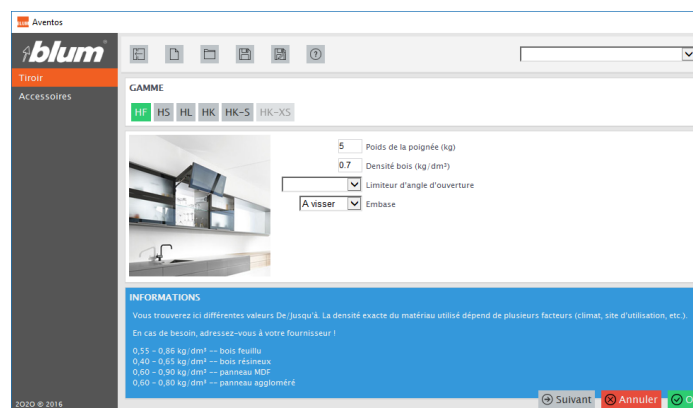 BLUM
Aventos
blum
Tiroir
Accessoires
GAMME
HF HS HL HK HK-S HK-XS
5 Poids de la poignée (kg)
0.7 Densité bois (kg/dm³)
Limiteur d'angle d'ouverture
A visser Embase
INFORMATIONS
Vous trouverez ici différentes valeurs De/Jusqu'à. La densité exacte du matériau utilisé dépend de plusieurs facteurs (climat, site d'utilisation, etc.).
En cas de besoin, adressez-vous à votre fournisseur !
0,55 - 0,86 kg/dm³ -- bois feuillu
0,40 - 0,65 kg/dm³ -- bois résineux
0,60 - 0,90 kg/dm³ -- panneau MDF
0,60 - 0,80 kg/dm³ -- panneau aggloméré
2020 © 2016
Suivant Annuler O